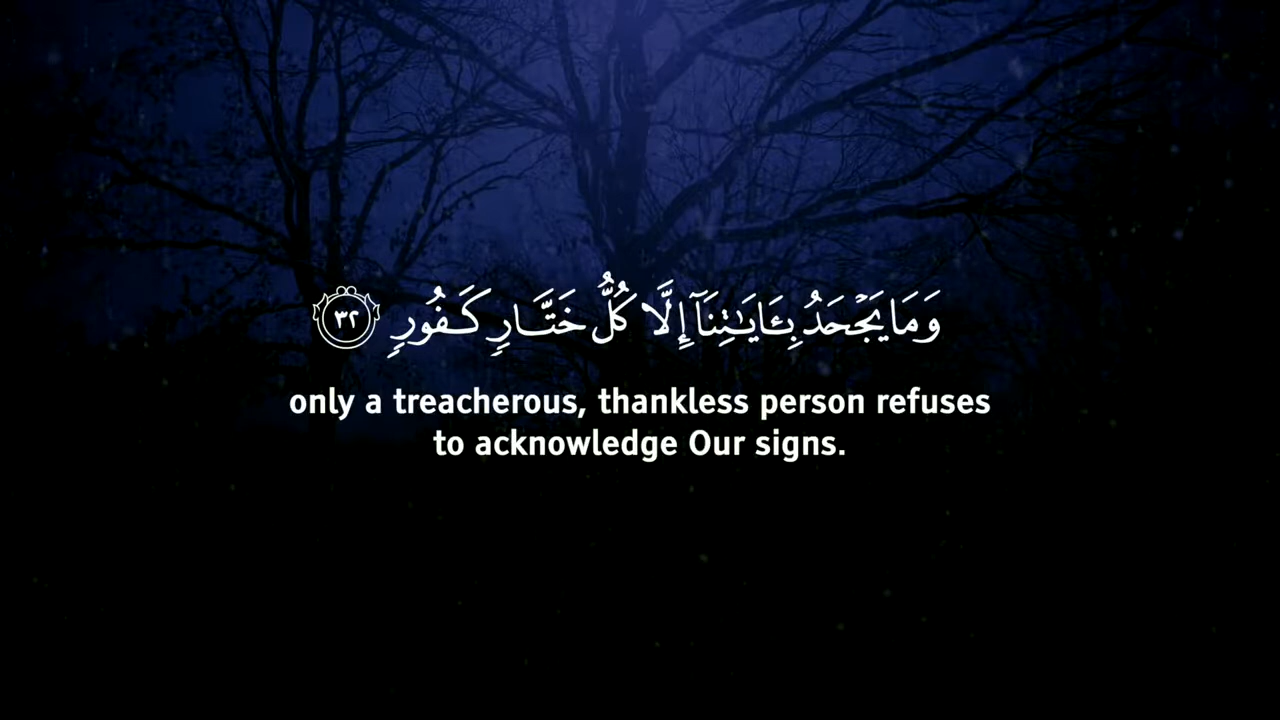 وَمَا يَجْحَدُ بِـَٔايَـٰتِنَآ إِلَّا كُلُّ خَتَّارٍ كَفُورٍ ٣٢
only a treacherous, thankless person refuses
to acknowledge Our signs.